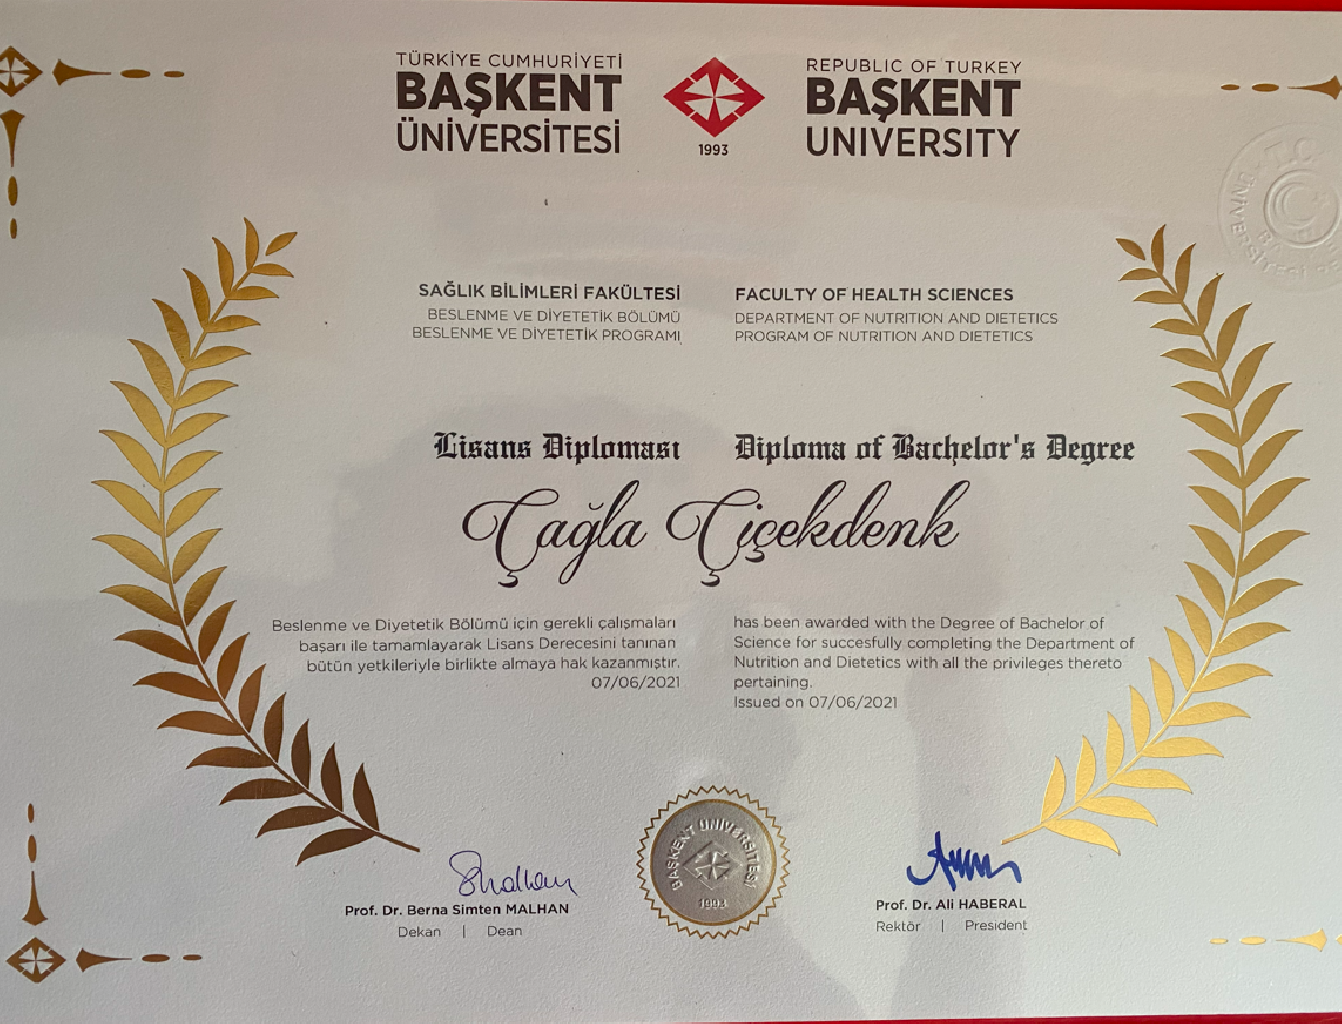 TÜRKİYE CUMHURİYETİ
BAŞKENT
ÜNİVERSİTESİ
1993
REPUBLIC OF TURKEY
BAŞKENT
UNIVERSITY
SAĞLIK BİLİMLERİ FAKÜLTESİ
BESLENME VE DİYETETİK BÖLÜMÜ
BESLENME VE DİYETETİK PROGRAMI
FACULTY OF HEALTH SCIENCES
DEPARTMENT OF NUTRITION AND DIETETICS
PROGRAM OF NUTRITION AND DIETETICS
Lisans Diploması
Diploma of Bachelor's Degree
Çağla Çiçekdenk
Beslenme ve Diyetetik Bölümü için gerekli çalışmaları
başarı ile tamamlayarak Lisans Derecesini tanınan
bütün yetkileriyle birlikte almaya hak kazanmıştır.
07/06/2021
has been awarded with the Degree of Bachelor of
Science for succesfully completing the Department of
Nutrition and Dietetics with all the privileges thereto
pertaining.
Issued on 07/06/2021
BAŞKENT ÜNİVERSİTESİ
1993
Prof. Dr. Berna Simten MALHAN
Dekan | Dean
Prof. Dr. Ali HABERAL
Rektör | President